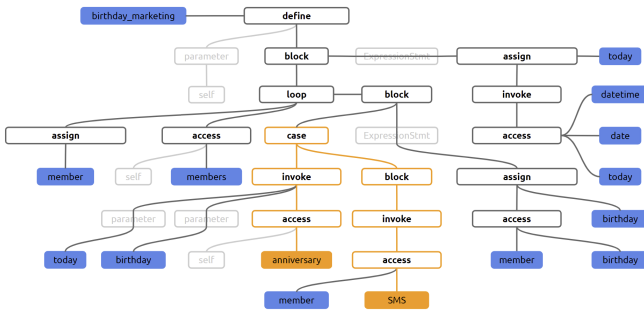 birthday_marketing define
parameter block ExpressionStmt assign today
self loop block invoke datetime
assign access case ExpressionStmt access date
member self members invoke block assign today
parameter parameter access invoke access birthday
today birthday self anniversary access member birthday
member SMS